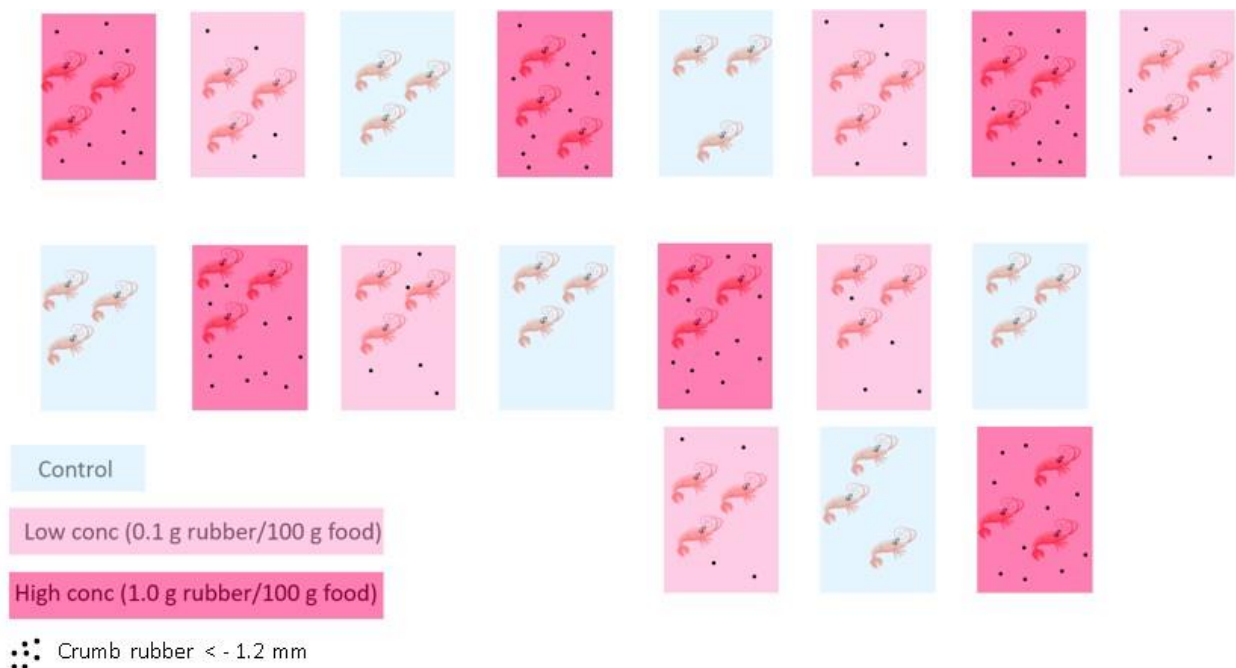 Control
Low conc (0.1 g rubber/100 g food)
High conc (1.0 g rubber/100 g food)
Crumb rubber < - 1.2 mm